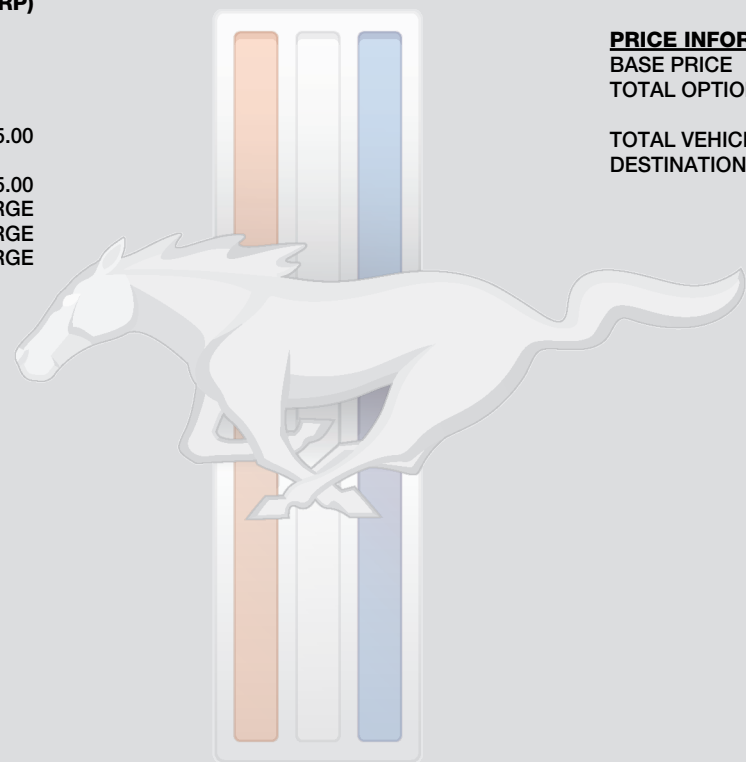 RP)
5.00
5.00
RGE
RGE
RGE
PRICE INFOR
BASE PRICE
TOTAL OPTIO
TOTAL VEHICL
DESTINATION